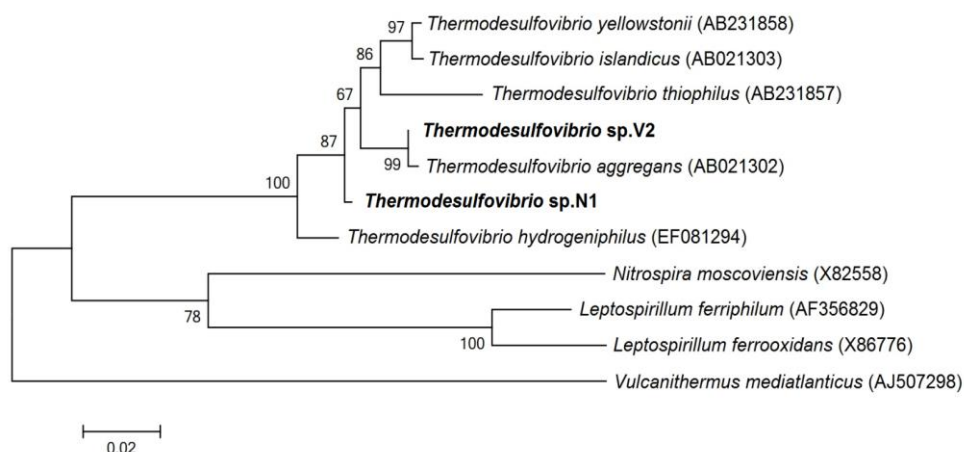 97
Thermodesulfovibrio yellowstonii (AB231858)
86
Thermodesulfovibrio islandicus (AB021303)
67
Thermodesulfovibrio thiophilus (AB231857)
87
Thermodesulfovibrio sp.V2
99
Thermodesulfovibrio aggregans (AB021302)
100
Thermodesulfovibrio sp.N1
Thermodesulfovibrio hydrogeniphilus (EF081294)
Nitrospira moscoviensis (X82558)
78
Leptospirillum ferriphilum (AF356829)
100
Leptospirillum ferrooxidans (X86776)
Vulcanithermus mediatlanticus (AJ507298)
0.02